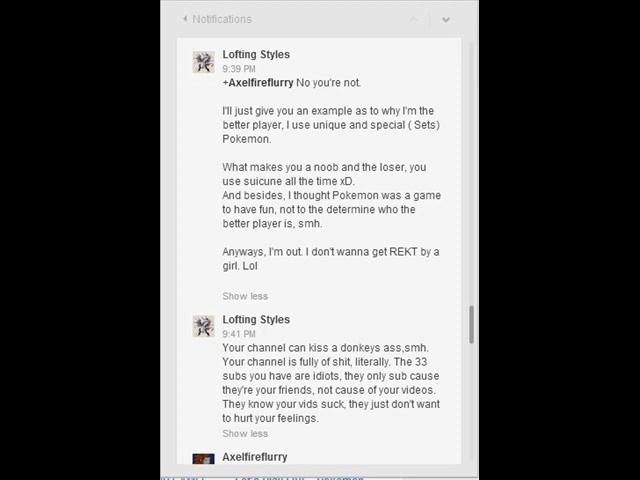 Notifications
Lofting Styles
9:39 PM
+Axelfireflurry No you're not.
I'll just give you an example as to why I'm the
better player, I use unique and special ( Sets)
Pokemon.
What makes you a noob and the loser, you
use suicune all the time xD.
And besides, I thought Pokemon was a game
to have fun, not to the determine who the
better player is, smh.
Anyways, I'm out. I don't wanna get REKT by a
girl. Lol
Show less
Lofting Styles
9:41 PM
Your channel can kiss a donkeys ass,smh.
Your channel is fully of shit, literally. The 33
subs you have are idiots, they only sub cause
they're your friends, not cause of your videos.
They know your vids suck, they just don't want
to hurt your feelings.
Show less
Axelfireflurry